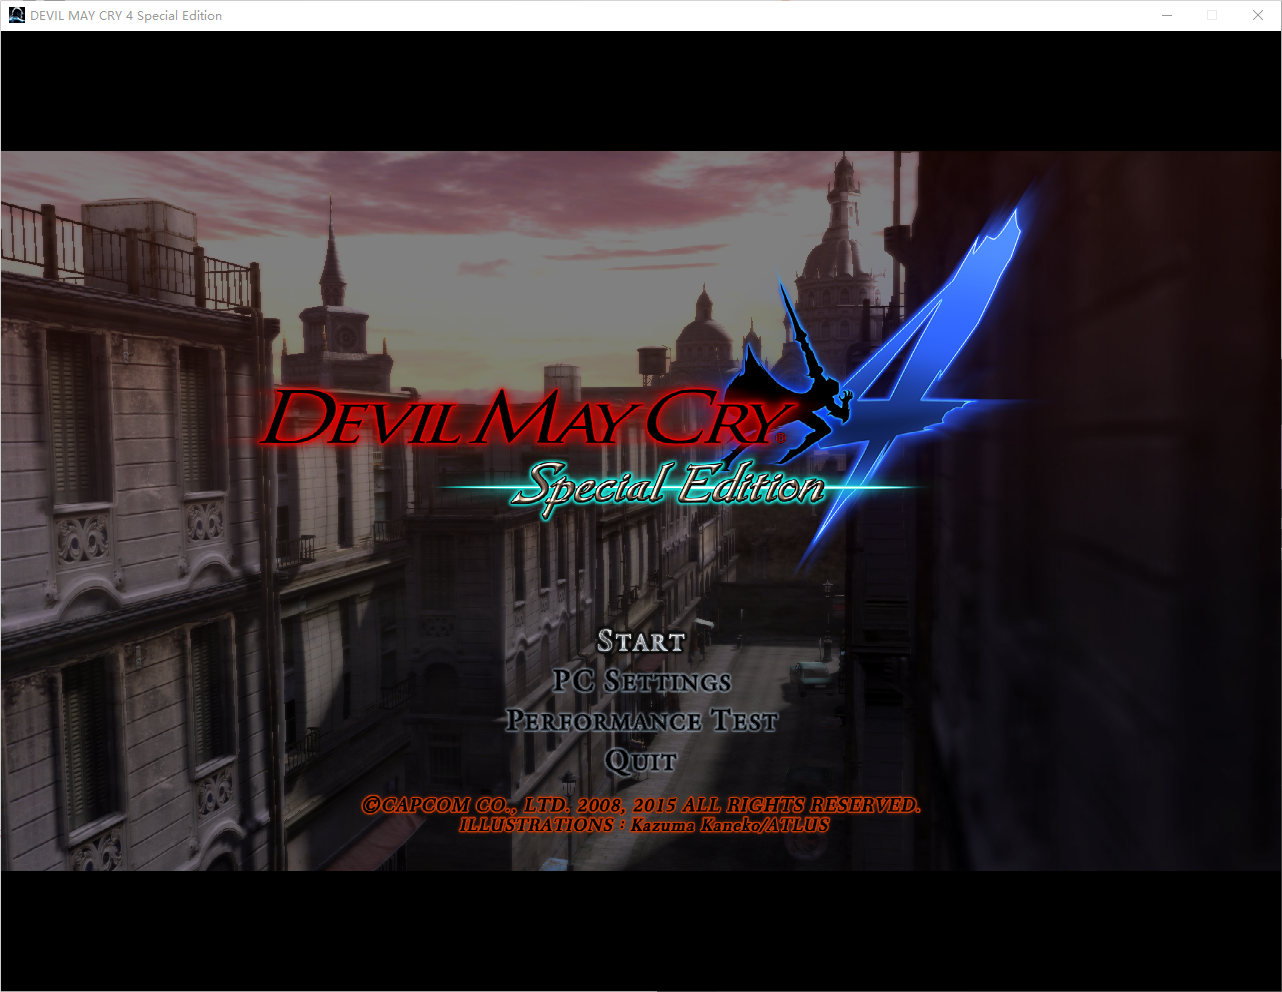 DEVIL MAY CRY 4 Special Edition
DEVIL MAY CRY® 4
Special Edition
START
PC SETTINGS
PERFORMANCE TEST
QUIT
©CAPCOM CO., LTD. 2008, 2015 ALL RIGHTS RESERVED.
ILLUSTRATIONS : Kazuma Kaneko/ATLUS